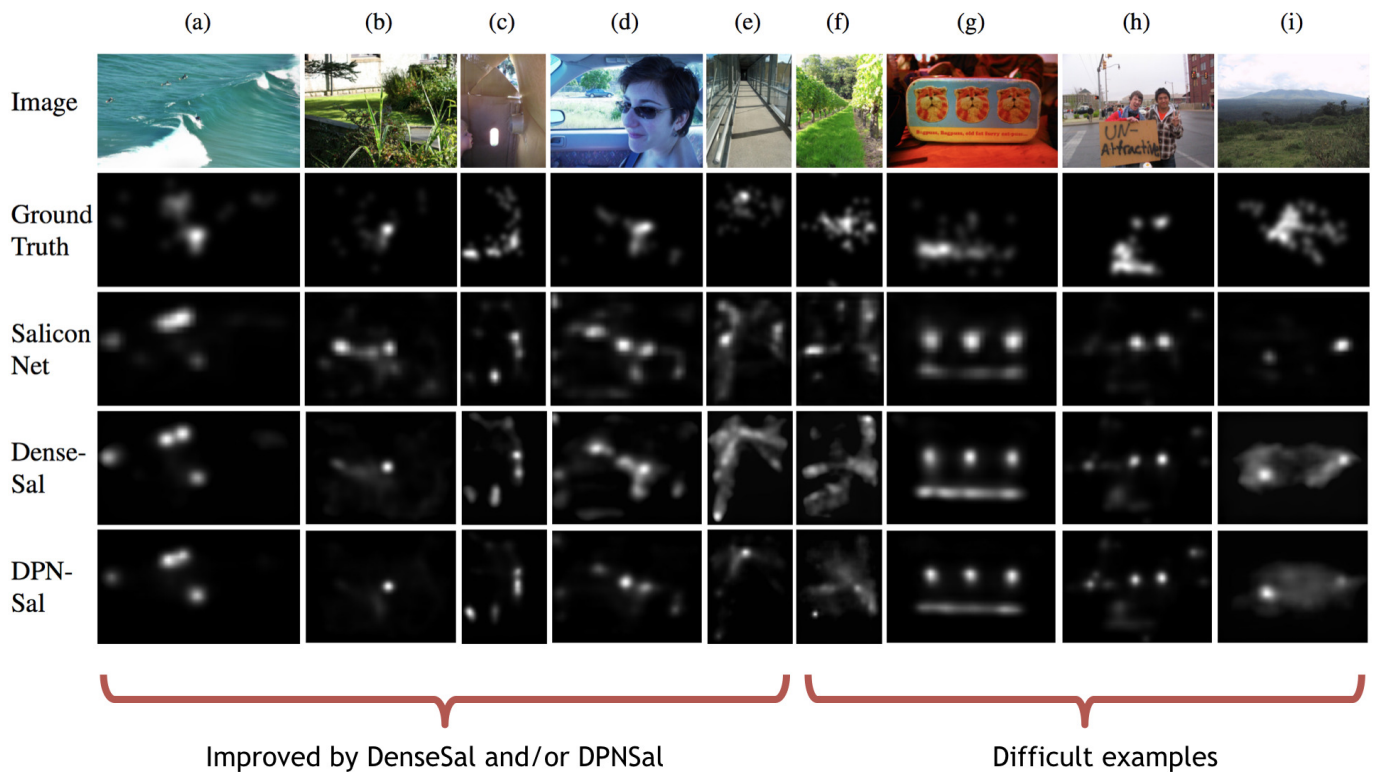 (a) (b) (c) (d) (e) (f) (g) (h) (i)
Image
UN-
Attractive
Ground
Truth
Salicon
Net
Dense-
Sal
DPN-
Sal
Improved by DenseSal and/or DPNSal
Difficult examples